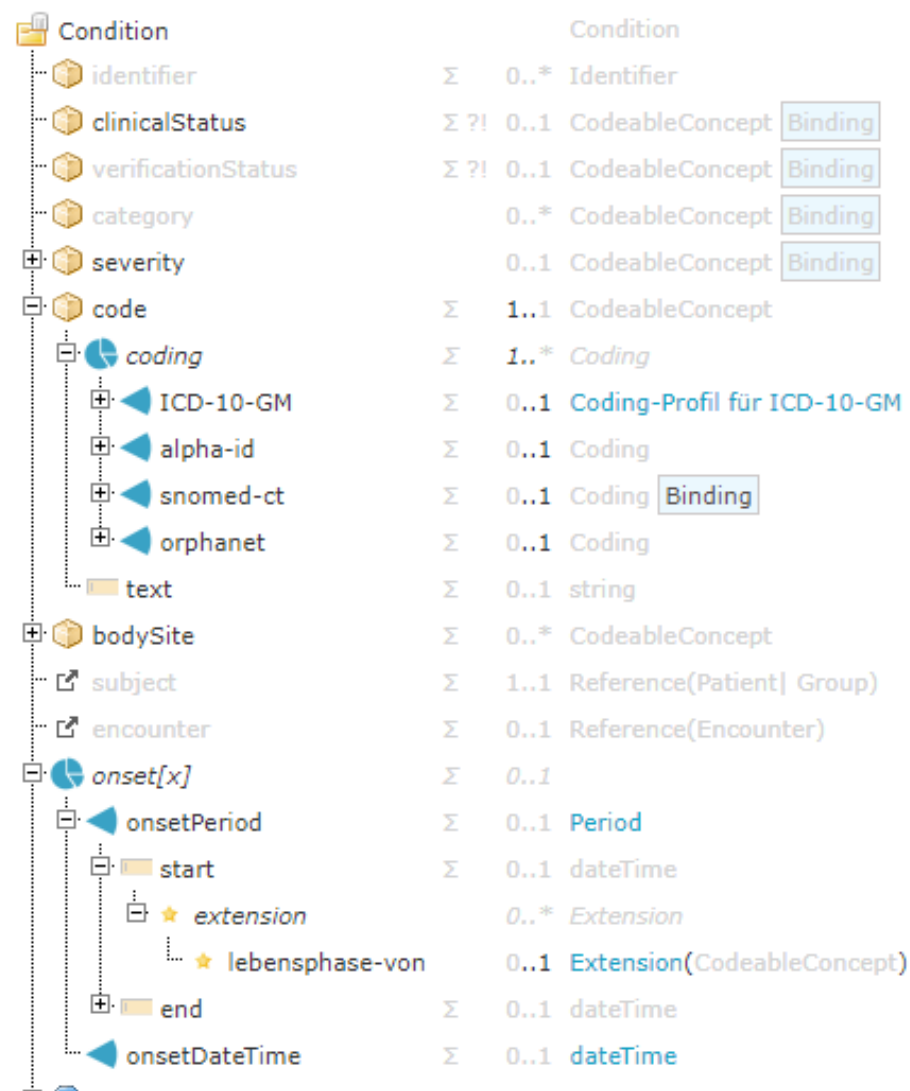 Condition Condition
identifier Σ 0..* Identifier
clinicalStatus Σ ?! 0..1 CodeableConcept Binding
verificationStatus Σ ?! 0..1 CodeableConcept Binding
category 0..* CodeableConcept Binding
severity 0..1 CodeableConcept Binding
code Σ 1..1 CodeableConcept
coding Σ 1..* Coding
ICD-10-GM Σ 0..1 Coding-Profil für ICD-10-GM
alpha-id Σ 0..1 Coding
snomed-ct Σ 0..1 Coding Binding
orphanet Σ 0..1 Coding
text Σ 0..1 string
bodySite Σ 0..* CodeableConcept
subject Σ 1..1 Reference(Patient| Group)
encounter Σ 0..1 Reference(Encounter)
onset[x] Σ 0..1
onsetPeriod Σ 0..1 Period
start Σ 0..1 dateTime
extension 0..* Extension
lebensphase-von 0..1 Extension(CodeableConcept)
end Σ 0..1 dateTime
onsetDateTime Σ 0..1 dateTime